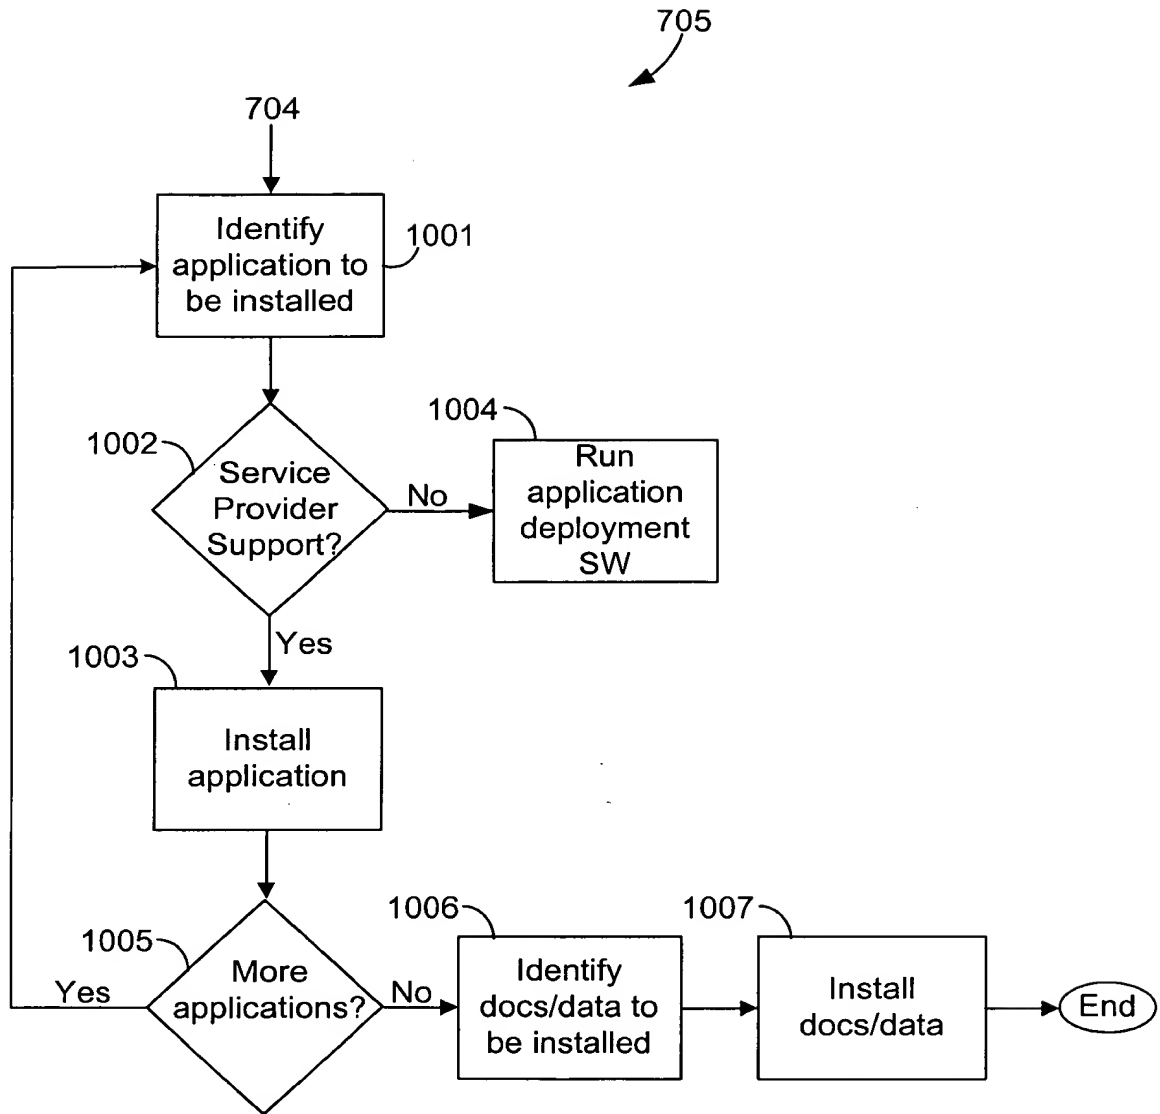 705
704
Identify
application to
be installed
1001
1002
Service
Provider
Support?
No
1004
Run
application
deployment
SW
Yes
1003
Install
application
1005
More
applications?
Yes
No
1006
Identify
docs/data to
be installed
1007
Install
docs/data
End